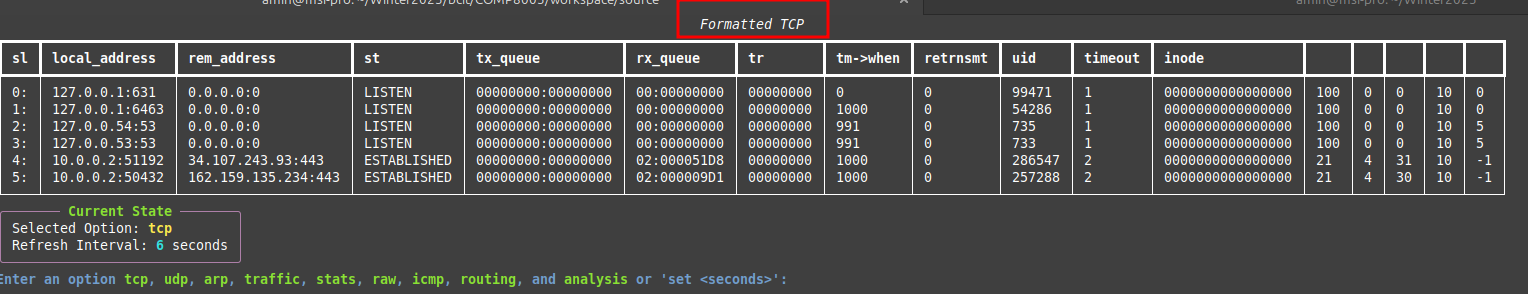 amin@msi-pro: ~/Winter2025/bcit/COMP8005/workspace/source amin@msi-pro: ~/Winter2025
Formatted TCP
sl local_address rem_address st tx_queue rx_queue tr tm->when retrnsmt uid timeout inode
0: 127.0.0.1:631 0.0.0.0:0 LISTEN 00000000:00000000 00:00000000 00000000 0 0 99471 1 0000000000000000 100 0 0 10 0
1: 127.0.0.1:6463 0.0.0.0:0 LISTEN 00000000:00000000 00:00000000 00000000 1000 0 54286 1 0000000000000000 100 0 0 10 0
2: 127.0.0.54:53 0.0.0.0:0 LISTEN 00000000:00000000 00:00000000 00000000 991 0 735 1 0000000000000000 100 0 0 10 5
3: 127.0.0.53:53 0.0.0.0:0 LISTEN 00000000:00000000 00:00000000 00000000 991 0 733 1 0000000000000000 100 0 0 10 5
4: 10.0.0.2:51192 34.107.243.93:443 ESTABLISHED 00000000:00000000 02:000051D8 00000000 1000 0 286547 2 0000000000000000 21 4 31 10 -1
5: 10.0.0.2:50432 162.159.135.234:443 ESTABLISHED 00000000:00000000 02:000009D1 00000000 1000 0 257288 2 0000000000000000 21 4 30 10 -1
Current State
Selected Option: tcp
Refresh Interval: 6 seconds
Enter an option tcp, udp, arp, traffic, stats, raw, icmp, routing, and analysis or 'set <seconds>':